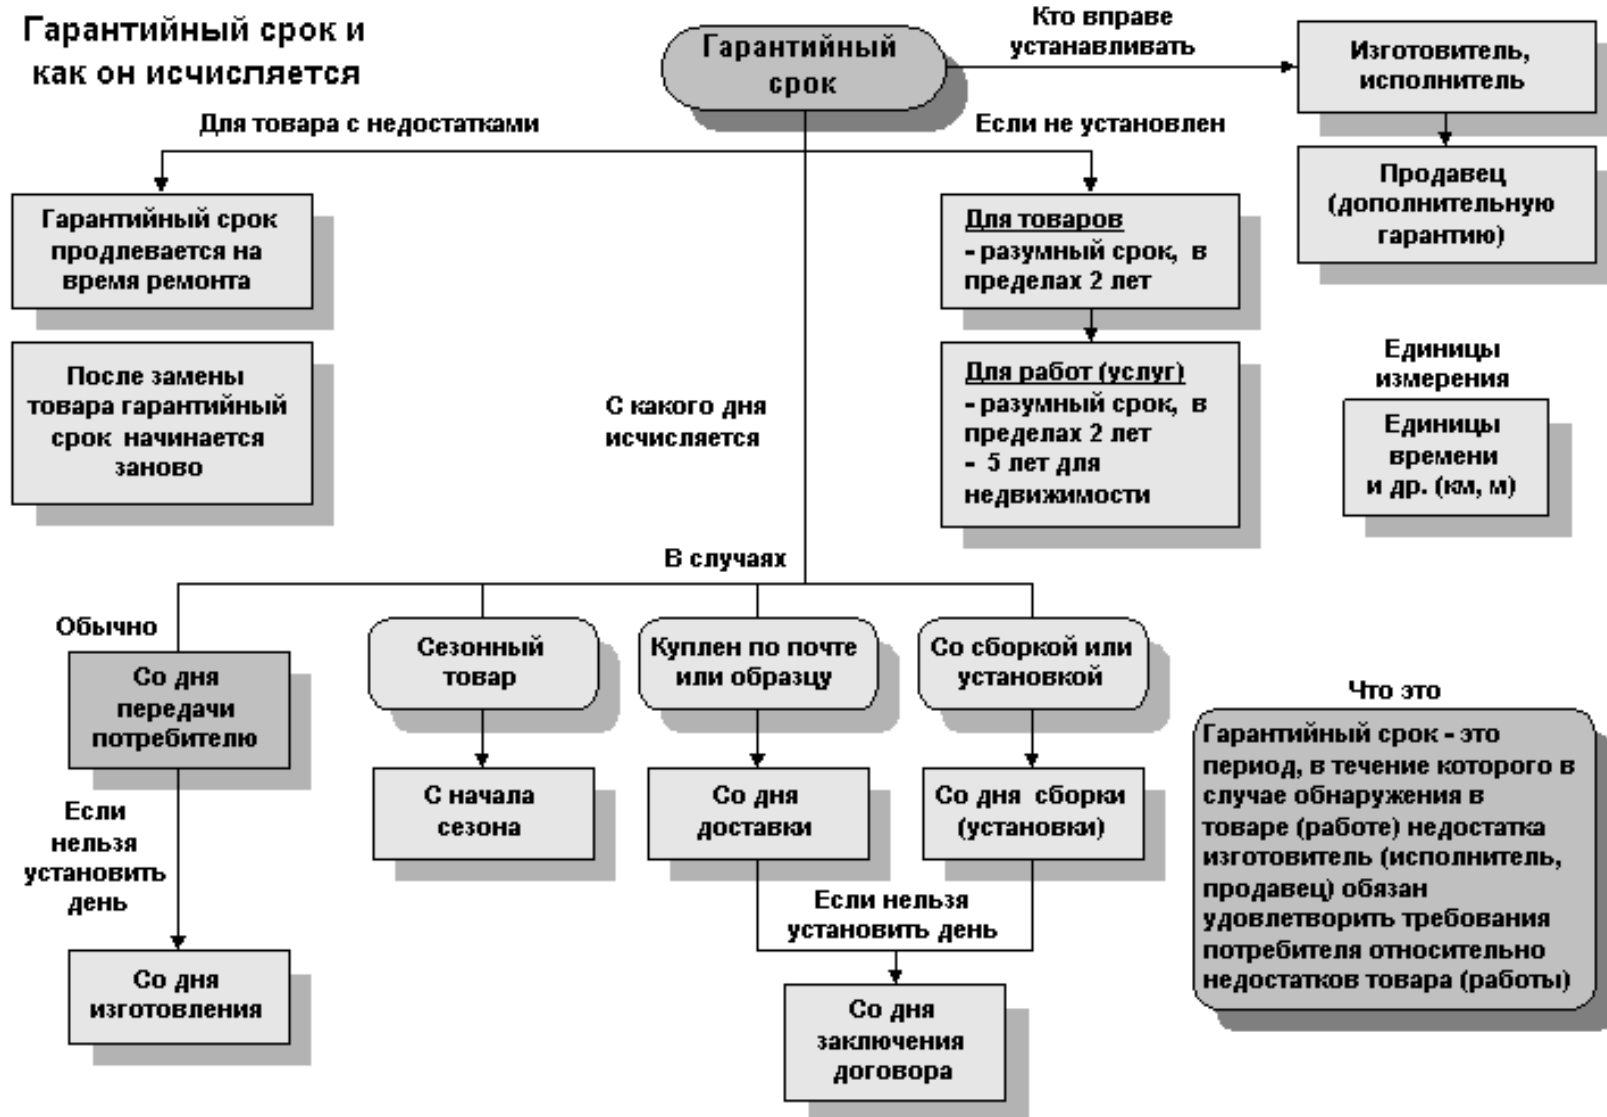 Гарантийный срок и
как он исчисляется
Гарантийный
срок
Кто вправе
устанавливать
Изготовитель,
исполнитель
Продавец
(дополнительную
гарантию)
Для товара с недостатками
Гарантийный срок
продлевается на
время ремонта
После замены
товара гарантийный
срок начинается
заново
Если не установлен
Для товаров
- разумный срок, в
пределах 2 лет
Для работ (услуг)
- разумный срок, в
пределах 2 лет
- 5 лет для
недвижимости
Единицы
измерения
Единицы
времени
и др. (км, м)
С какого дня
исчисляется
В случаях
Обычно
Со дня
передачи
потребителю
Если
нельзя
установить
день
Со дня
изготовления
Сезонный
товар
С начала
сезона
Куплен по почте
или образцу
Со дня
доставки
Со сборкой или
установкой
Со дня сборки
(установки)
Если нельзя
установить день
Со дня
заключения
договора
Что это
Гарантийный срок - это
период, в течение которого в
случае обнаружения в
товаре (работе) недостатка
изготовитель (исполнитель,
продавец) обязан
удовлетворить требования
потребителя относительно
недостатков товара (работы)